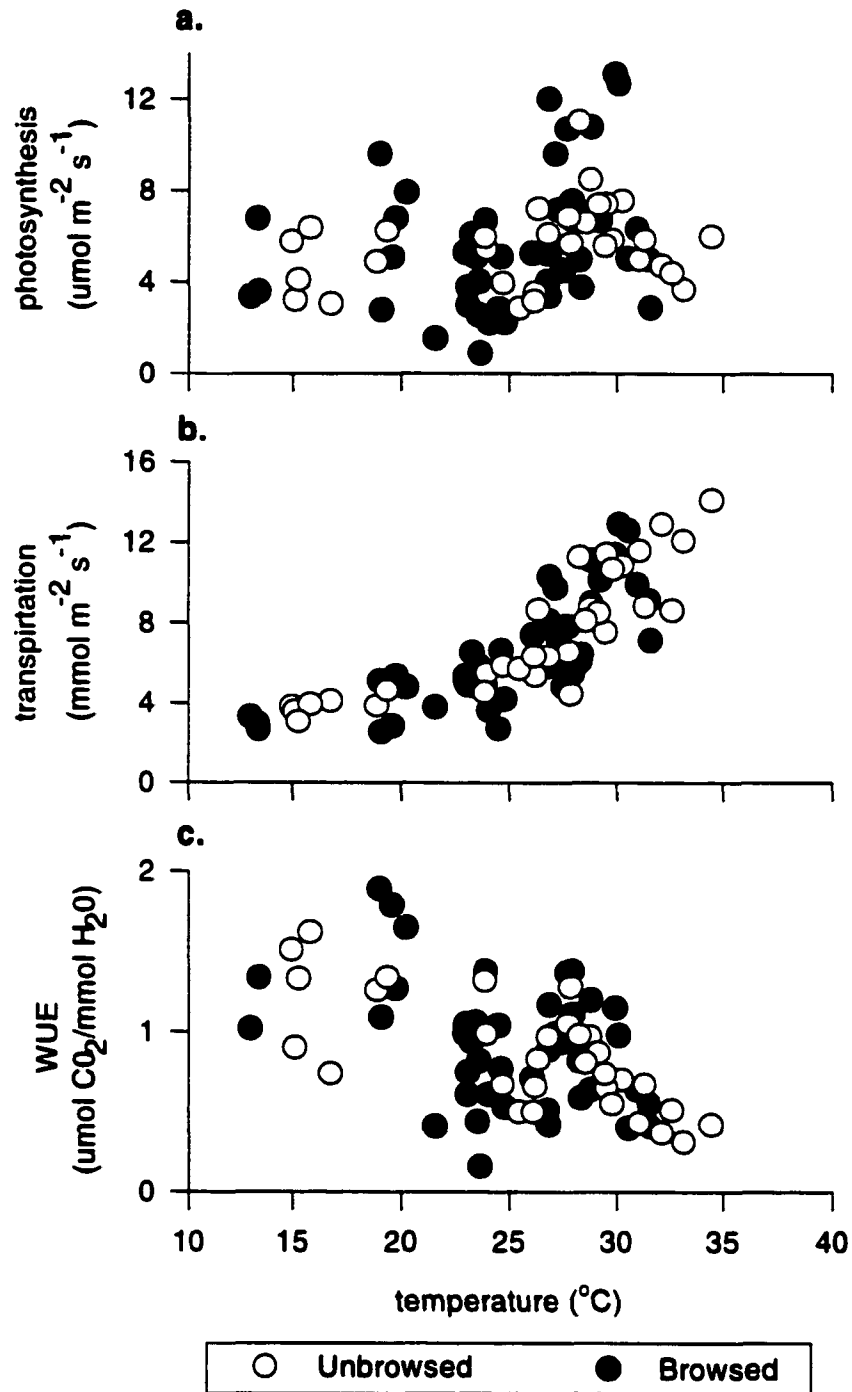 a.
photosynthesis
(umol m⁻² s⁻¹)
12
8
4
0
b.
transpirtation
(mmol m⁻² s⁻¹)
16
12
8
4
0
c.
WUE
(umol CO₂/mmol H₂0)
2
1
0
10 15 20 25 30 35 40
temperature (°C)
Unbrowsed Browsed